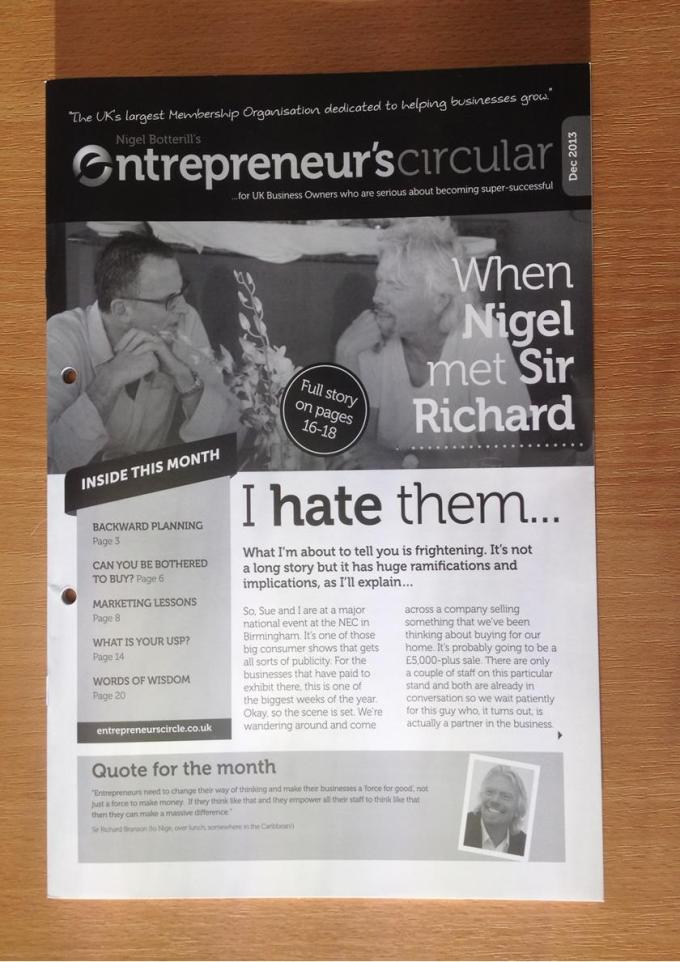 "The UK's largest Membership Organisation dedicated to helping businesses grow."
Nigel Botterill's
entrepreneur'scırcular
Dec 2013
...for UK Business Owners who are serious about becoming super-successful
When
Nigel
met Sir
Richard
Full story
on pages
16-18
INSIDE THIS MONTH
BACKWARD PLANNING
Page 3
CAN YOU BE BOTHERED
TO BUY? Page 6
MARKETING LESSONS
Page 8
WHAT IS YOUR USP?
Page 14
WORDS OF WISDOM
Page 20
entrepreneurscircle.co.uk
I hate them...
What I'm about to tell you is frightening. It's not
a long story but it has huge ramifications and
implications, as I'll explain...
So, Sue and I are at a major
national event at the NEC in
Birmingham. It's one of those
big consumer shows that gets
all sorts of publicity. For the
businesses that have paid to
exhibit there, this is one of
the biggest weeks of the year.
Okay, so the scene is set. We're
wandering around and come
across a company selling
something that we've been
thinking about buying for our
home. It's probably going to be a
£5,000-plus sale. There are only
a couple of staff on this particular
stand and both are already in
conversation so we wait patiently
for this guy who, it turns out, is
actually a partner in the business.
Quote for the month
"Entrepreneurs need to change their way of thinking and make their businesses a 'force for good', not
just a force to make money. If they think like that and they empower all their staff to think like that
then they can make a massive difference."
Sir Richard Branson (to Nige, over lunch, somewhere in the Caribbean!)